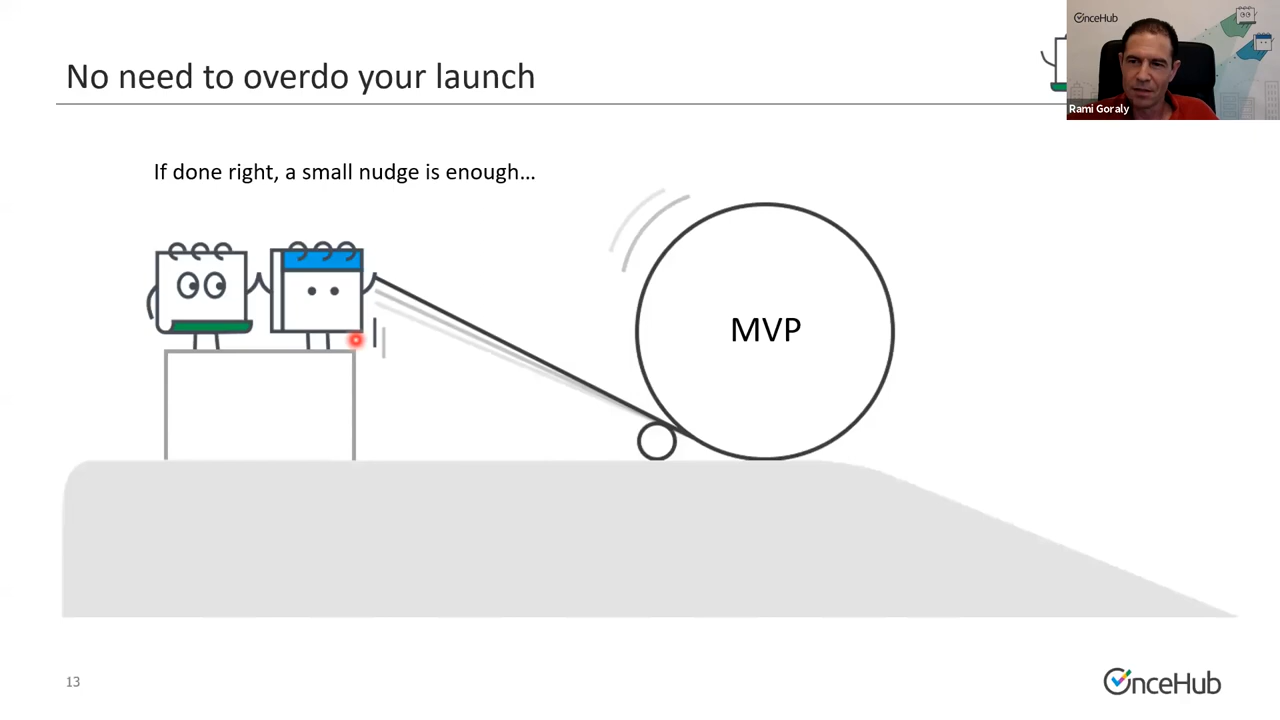 No need to overdo your launch
OnceHub
Rami Goraly
If done right, a small nudge is enough...
MVP
13
OnceHub